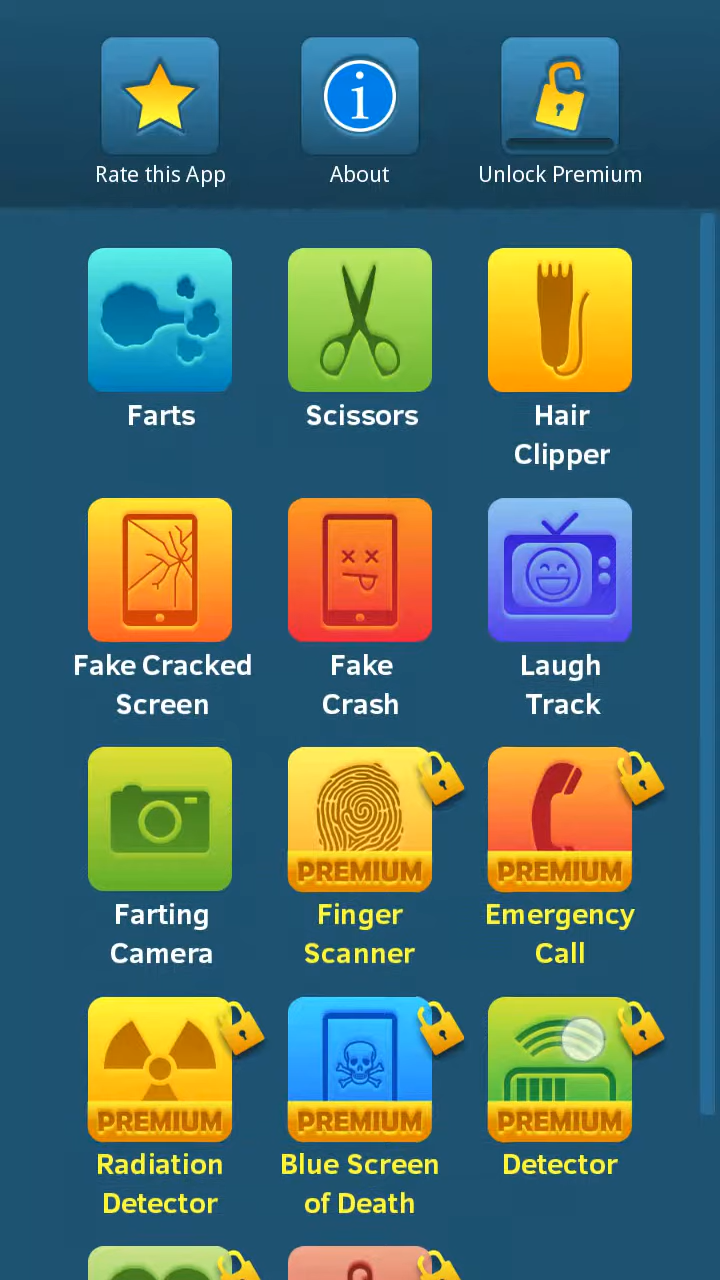 Rate this App
About
Unlock Premium
Farts
Scissors
Hair
Clipper
Fake Cracked
Screen
Fake
Crash
Laugh
Track
Farting
Camera
PREMIUM
Finger
Scanner
PREMIUM
Emergency
Call
PREMIUM
Radiation
Detector
PREMIUM
Blue Screen
of Death
PREMIUM
Detector